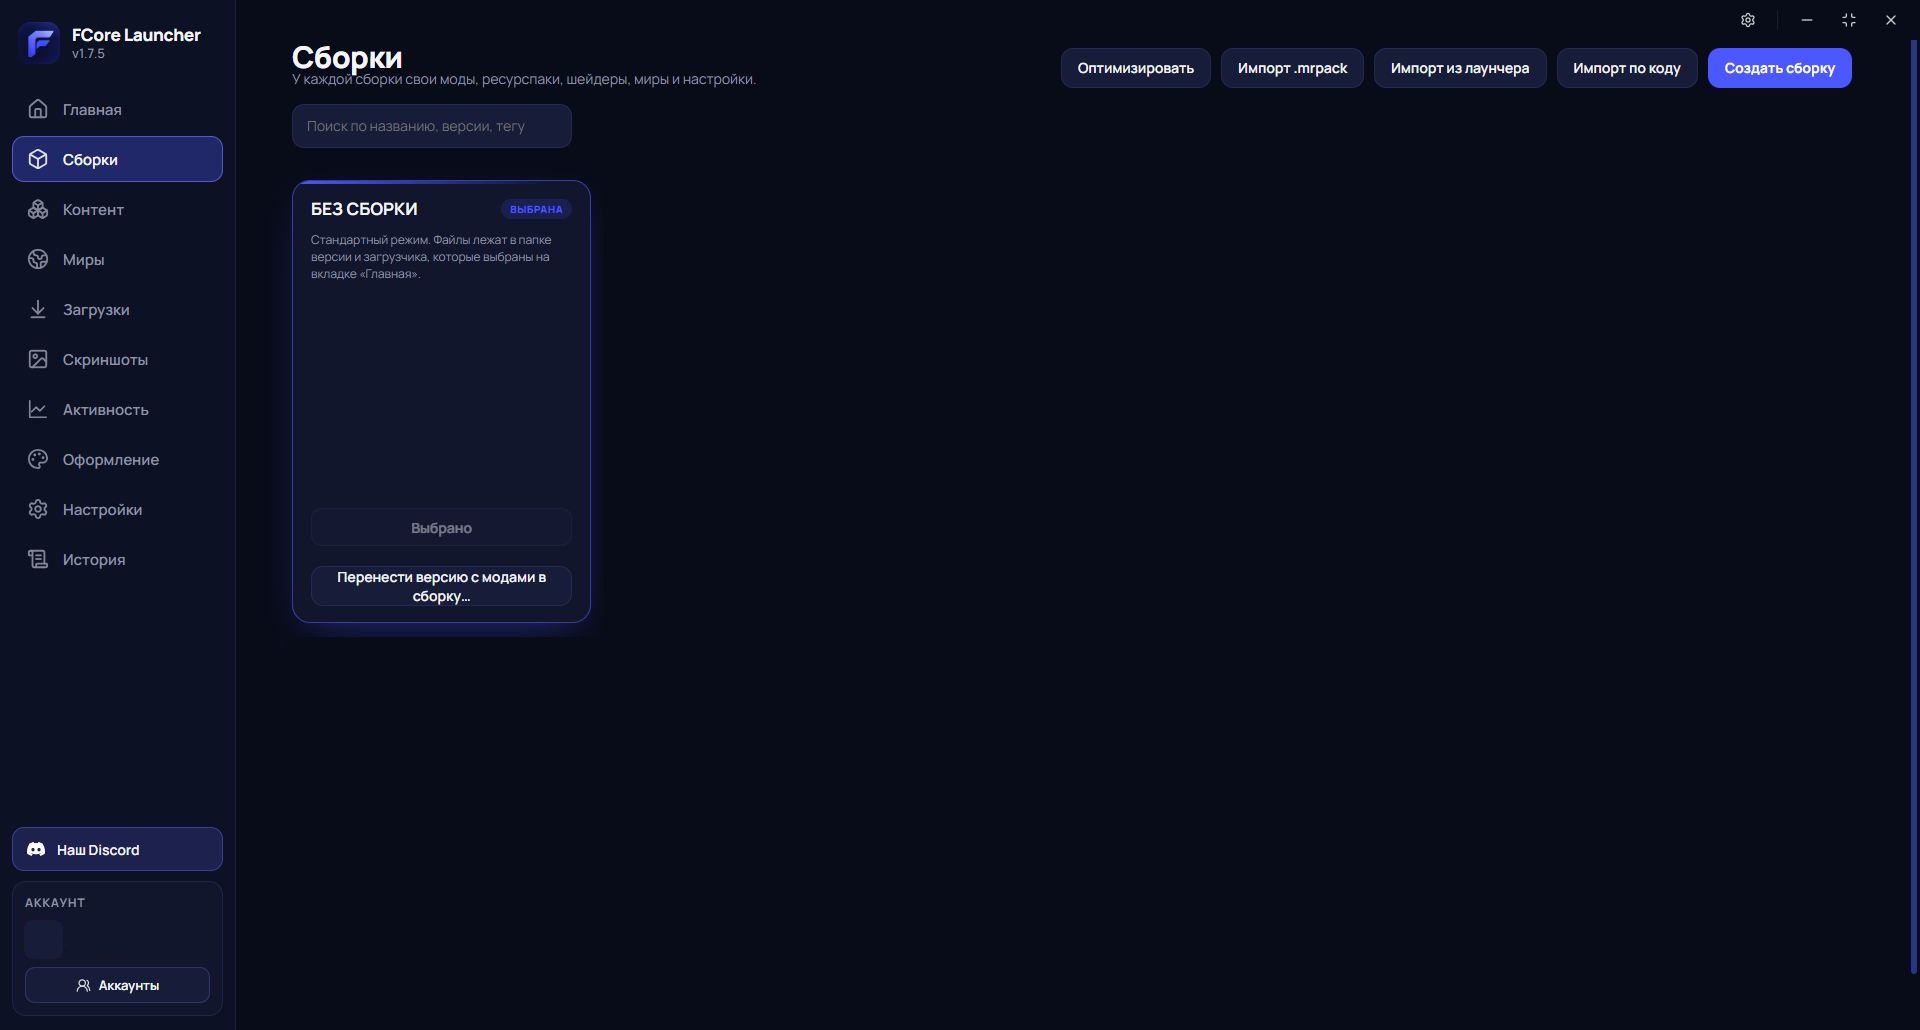 FCore Launcher
v1.7.5
Главная
Сборки
Контент
Миры
Загрузки
Скриншоты
Активность
Оформление
Настройки
История
Наш Discord
АККАУНТ
Аккаунты
Сборки
У каждой сборки свои моды, ресурспаки, шейдеры, миры и настройки.
Оптимизировать
Импорт .mrpack
Импорт из лаунчера
Импорт по коду
Создать сборку
Поиск по названию, версии, тегу
БЕЗ СБОРКИ
ВЫБРАНА
Стандартный режим. Файлы лежат в папке
версии и загрузчика, которые выбраны на
вкладке «Главная».
Выбрано
Перенести версию с модами в
сборку…